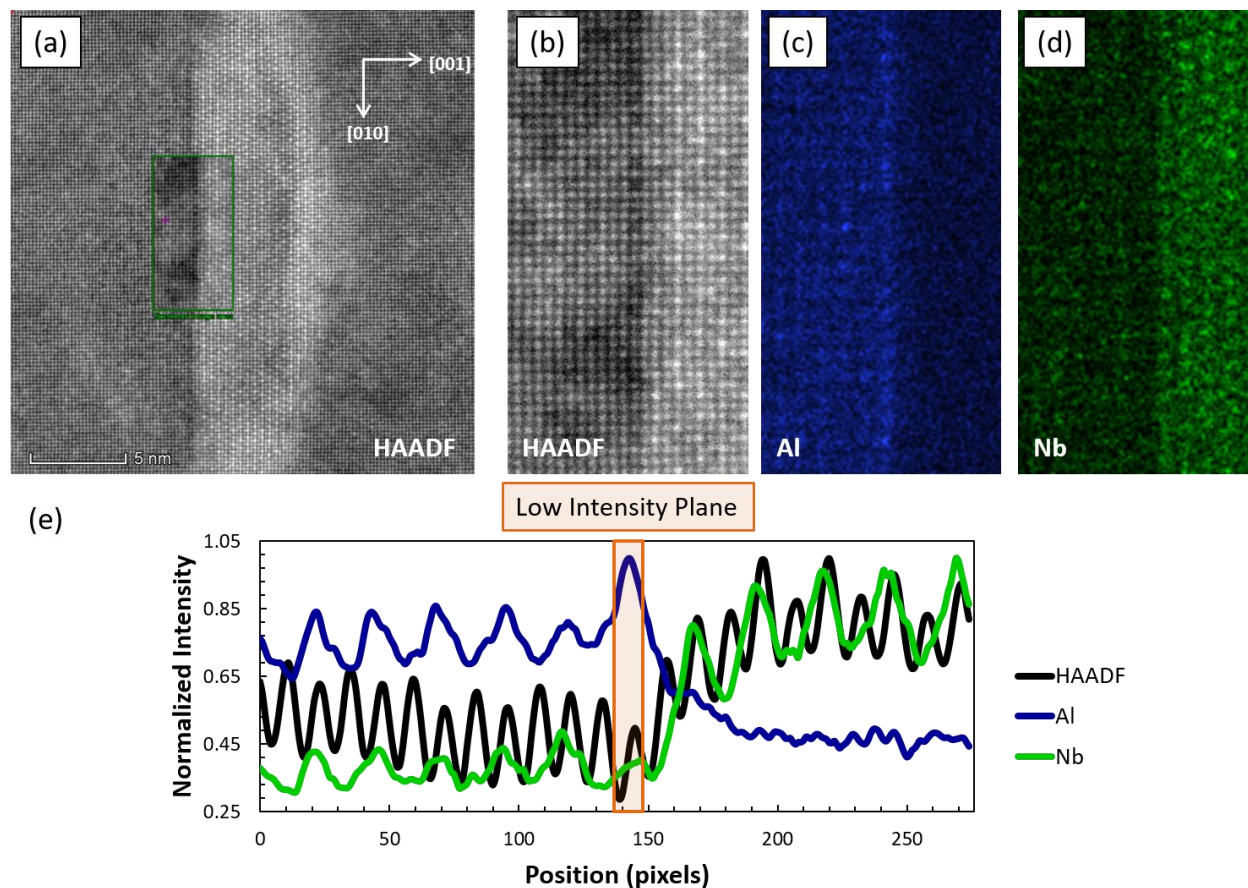 (a)
[001]
[010]
5 nm
HAADF
(b)
HAADF
(c)
Al
(d)
Nb
(e)
Low Intensity Plane
Normalized Intensity
1.05
0.85
0.65
0.45
0.25
0
50
100
150
200
250
Position (pixels)
HAADF
Al
Nb